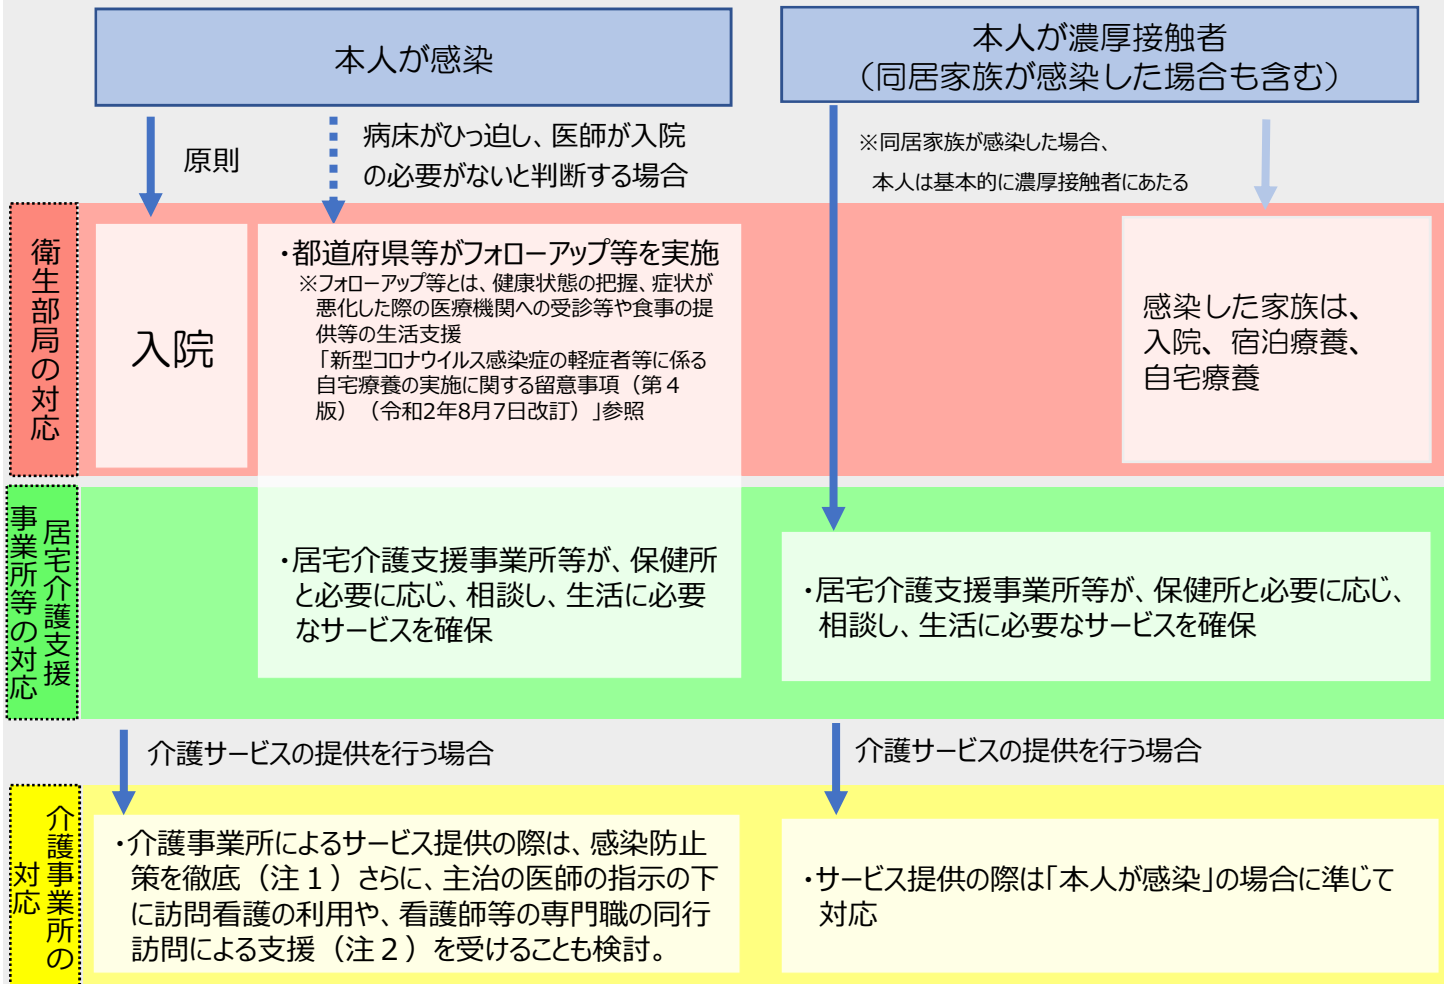 本人が感染
本人が濃厚接触者
（同居家族が感染した場合も含む）
原則
病床がひっ迫し、医師が入院
の必要がないと判断する場合
※同居家族が感染した場合、
本人は基本的に濃厚接触者にあたる
衛生部局の対応
入院
・都道府県等がフォローアップ等を実施
※フォローアップ等とは、健康状態の把握、症状が
悪化した際の医療機関への受診等や食事の提
供等の生活支援
「新型コロナウイルス感染症の軽症者等に係る
自宅療養の実施に関する留意事項（第４
版）（令和2年8月7日改訂）」参照
感染した家族は、
入院、宿泊療養、
自宅療養
居宅介護支援
事業所等の対応
・居宅介護支援事業所等が、保健所
と必要に応じ、相談し、生活に必要
なサービスを確保
・居宅介護支援事業所等が、保健所と必要に応じ、
相談し、生活に必要なサービスを確保
介護サービスの提供を行う場合
介護サービスの提供を行う場合
介護事業所の
対応
・介護事業所によるサービス提供の際は、感染防止
策を徹底（注１）さらに、主治の医師の指示の下
に訪問看護の利用や、看護師等の専門職の同行
訪問による支援（注２）を受けることも検討。
・サービス提供の際は「本人が感染」の場合に準じて
対応